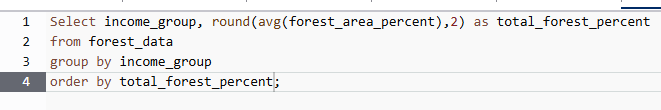 1 Select income_group, round(avg(forest_area_percent),2) as total_forest_percent
2 from forest_data
3 group by income_group
4 order by total_forest_percent;